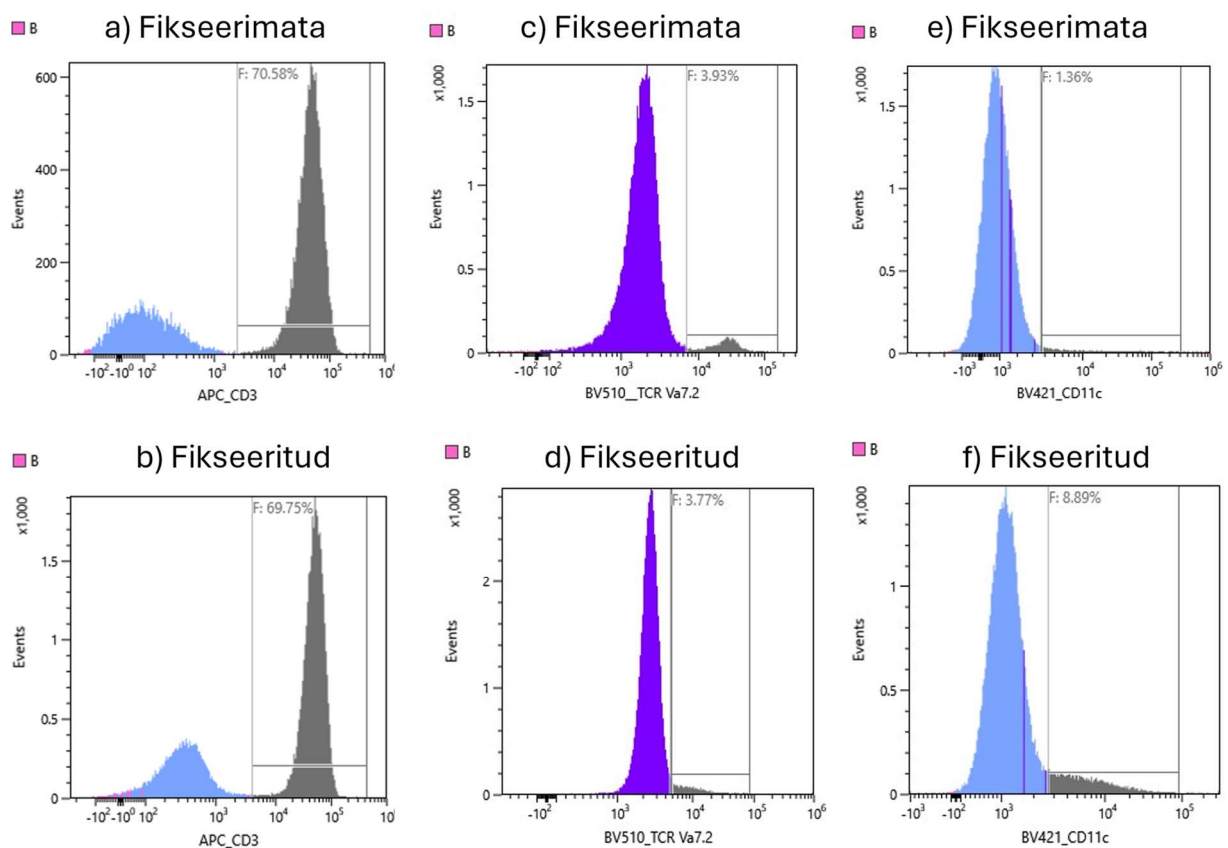 B
a) Fikseerimata
F: 70.58%
600
400
200
0
Events
-10² -10⁰ 10² 10³ 10⁴ 10⁵ 10⁶
APC_CD3
B
c) Fikseerimata
x1,000
F: 3.93%
1.5
1
0.5
0
Events
-10² 10² 10³ 10⁴ 10⁵
BV510__TCR Va7.2
B
e) Fikseerimata
x1,000
F: 1.36%
1.5
1
0.5
0
Events
-10³ 10³ 10⁴ 10⁵ 10⁶
BV421_CD11c
B
b) Fikseeritud
x1,000
F: 69.75%
1.5
1
0.5
0
Events
-10² -10⁰ 10² 10³ 10⁴ 10⁵
APC_CD3
B
d) Fikseeritud
x1,000
F: 3.77%
2
1
0
Events
-10² 10³ 10⁴ 10⁵ 10⁶
BV510_TCR Va7.2
B
f) Fikseeritud
x1,000
F: 8.89%
1
0.5
0
Events
-10³ -10² 10³ 10⁴ 10⁵
BV421_CD11c